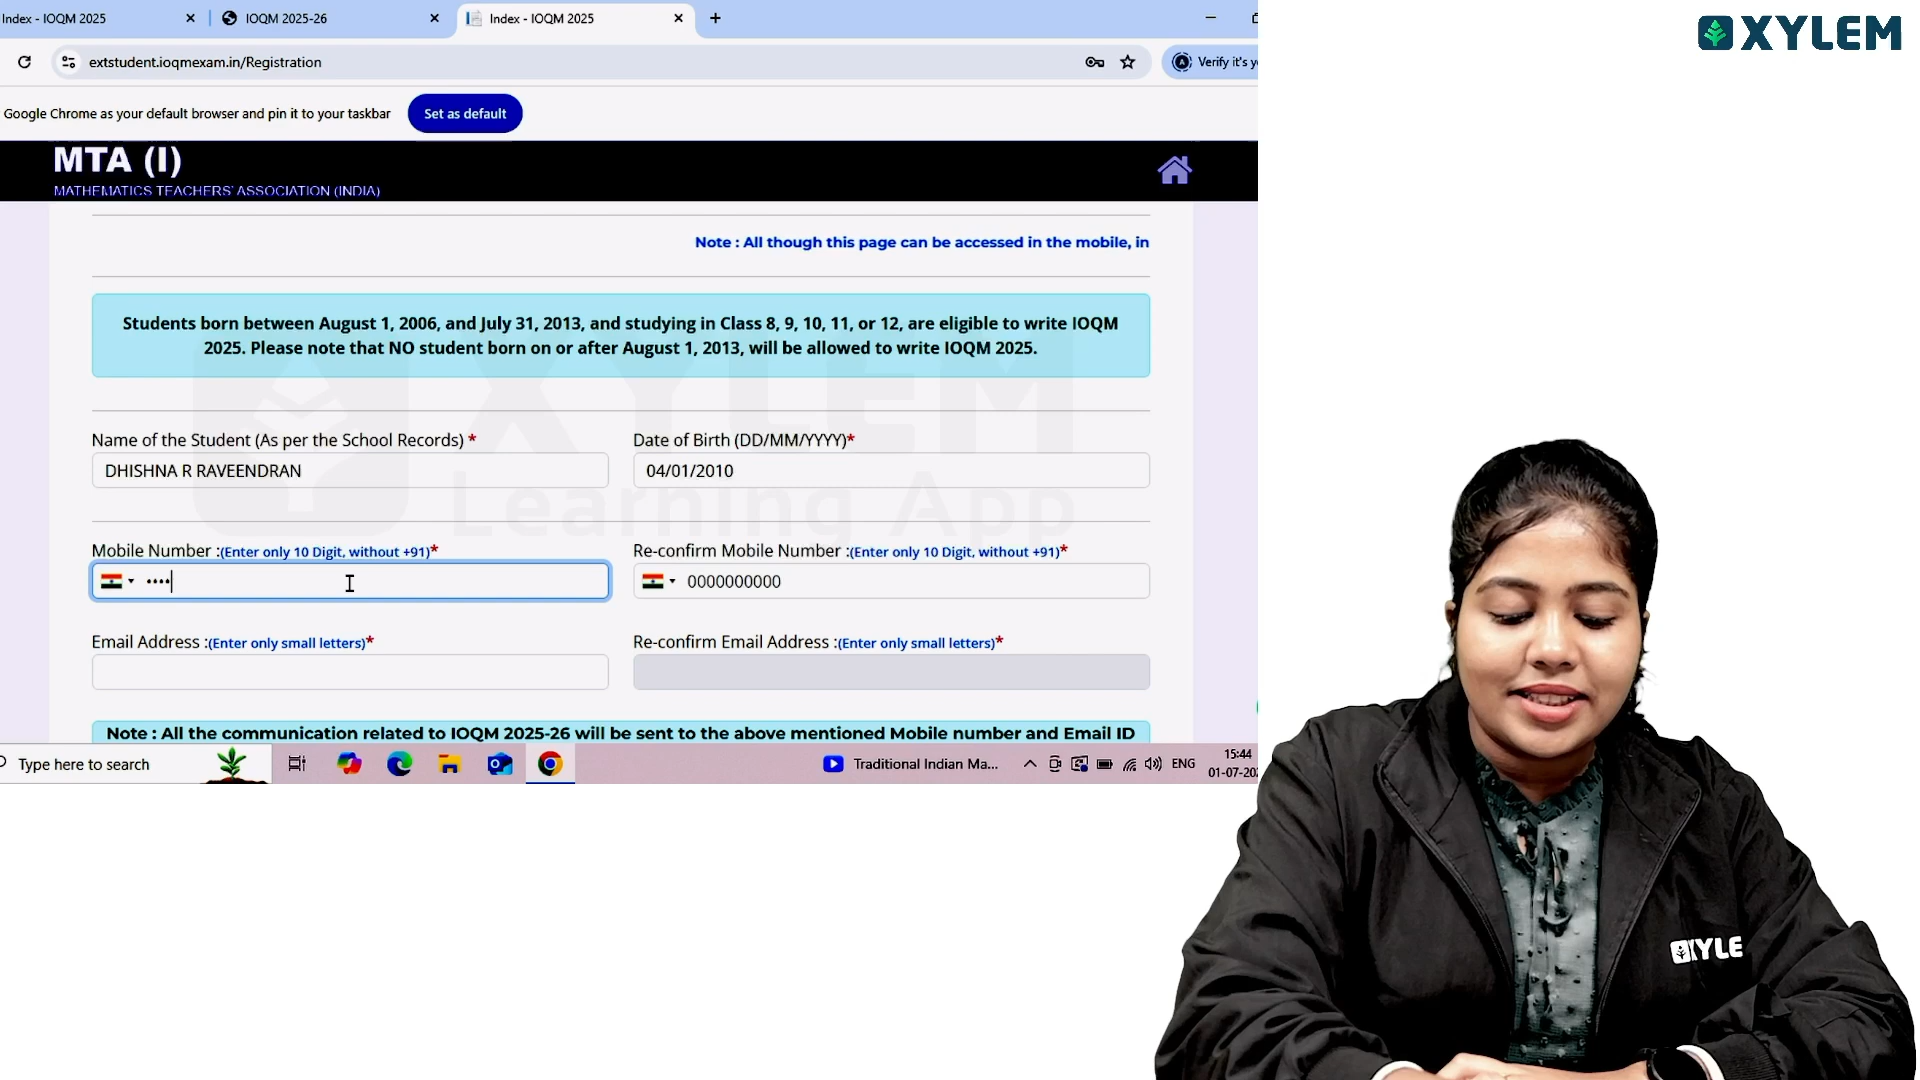 Index - IOQM 2025
IOQM 2025-26
Index - IOQM 2025
extstudent.ioqmexam.in/Registration
Verify it's y
Google Chrome as your default browser and pin it to your taskbar
Set as default
XYLEM
MTA (I)
MATHEMATICS TEACHERS' ASSOCIATION (INDIA)
Note : All though this page can be accessed in the mobile, in
Students born between August 1, 2006, and July 31, 2013, and studying in Class 8, 9, 10, 11, or 12, are eligible to write IOQM
2025. Please note that NO student born on or after August 1, 2013, will be allowed to write IOQM 2025.
XYLEM
Learning App
Name of the Student (As per the School Records) *
Date of Birth (DD/MM/YYYY)*
DHISHNA R RAVEENDRAN
04/01/2010
Mobile Number :(Enter only 10 Digit, without +91)*
Re-confirm Mobile Number :(Enter only 10 Digit, without +91)*
••••
0000000000
Email Address :(Enter only small letters)*
Re-confirm Email Address :(Enter only small letters)*
Note : All the communication related to IOQM 2025-26 will be sent to the above mentioned Mobile number and Email ID
Type here to search
Traditional Indian Ma...
ENG
15:44
01-07-202
XYLE